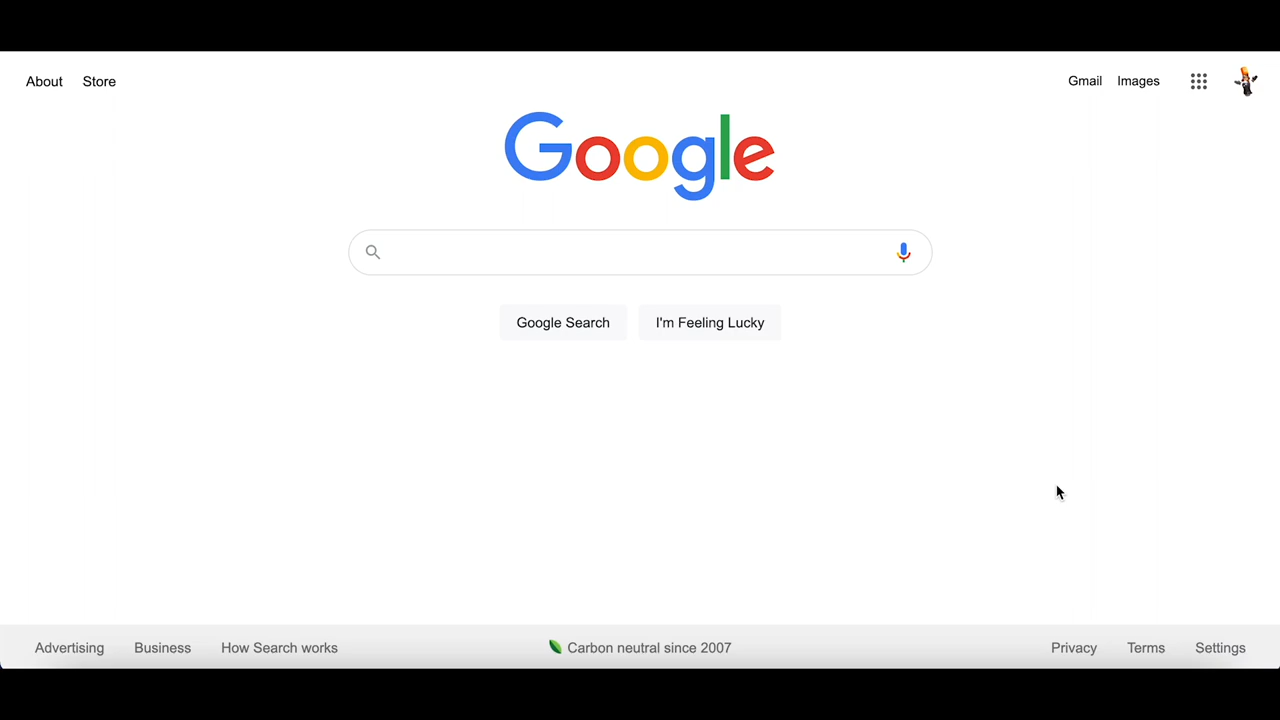 About Store Gmail Images
Google
Google Search I'm Feeling Lucky
Advertising Business How Search works Carbon neutral since 2007 Privacy Terms Settings